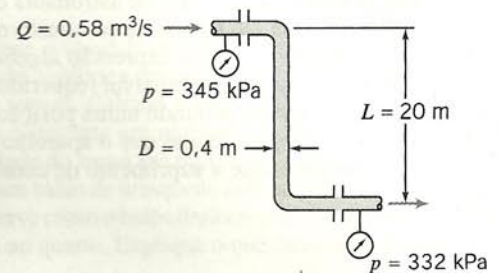 Q = 0,58 m³/s
p = 345 kPa
L = 20 m
D = 0,4 m
p = 332 kPa